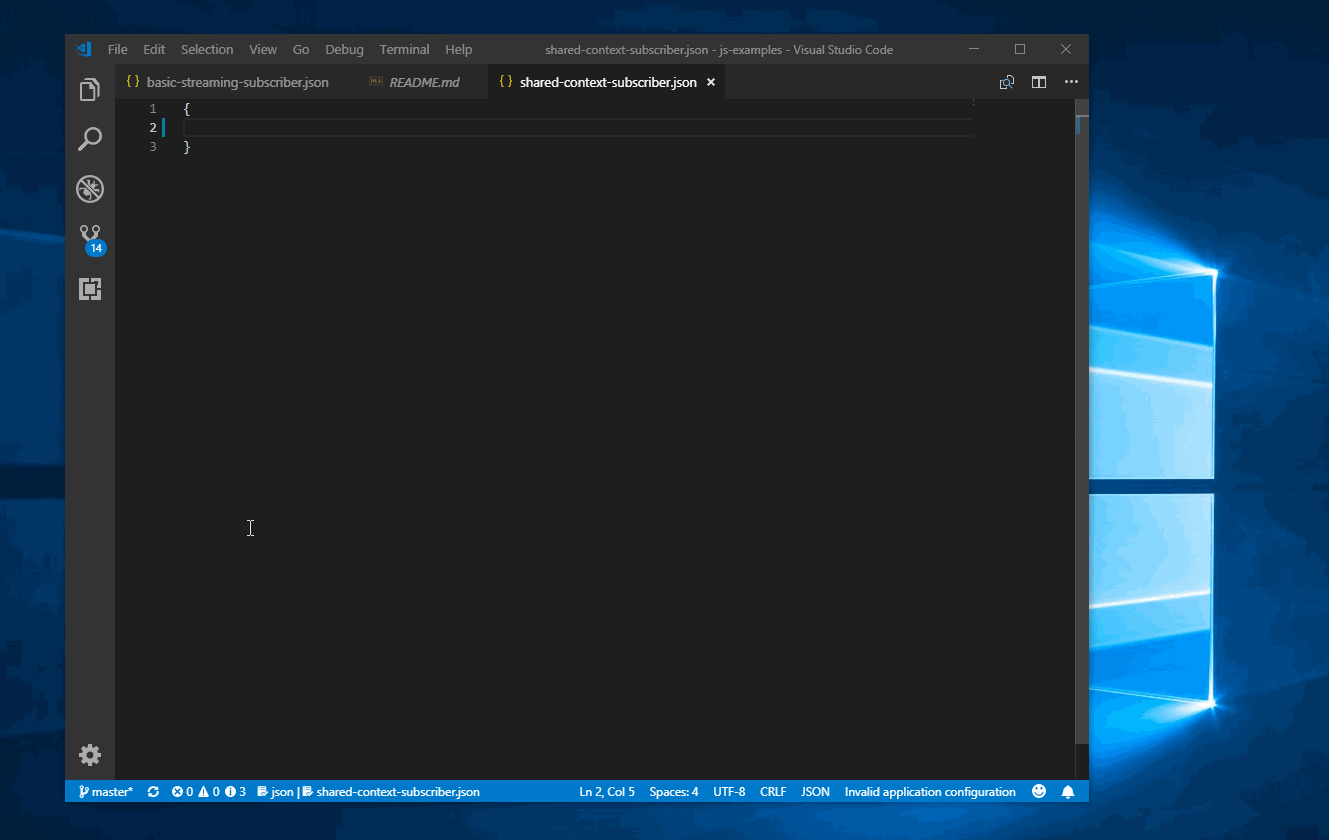 File Edit Selection View Go Debug Terminal Help shared-context-subscriber.json - js-examples - Visual Studio Code
{} basic-streaming-subscriber.json README.md {} shared-context-subscriber.json ×
1 {
2
3 }
14
master* 0 0 3 json | shared-context-subscriber.json Ln 2, Col 5 Spaces: 4 UTF-8 CRLF JSON Invalid application configuration